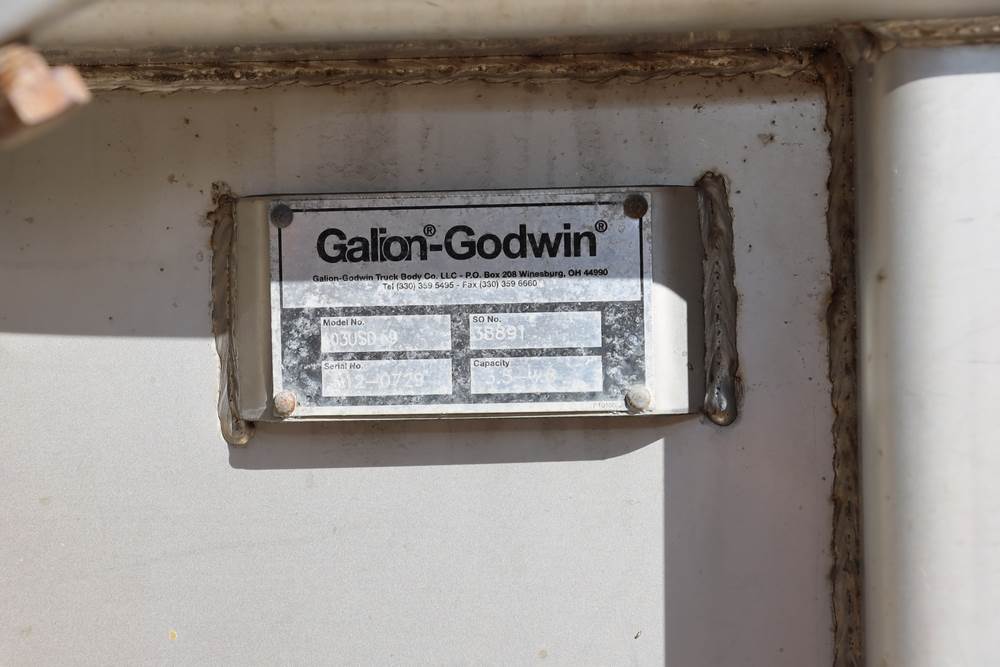 Galion®-Godwin®
Galion-Godwin Truck Body Co. LLC - P.O. Box 208 Winesburg, OH 44990
Tel (330) 359 5495 - Fax (330) 359 6660
Model No.
SO No.
38891
Serial No.
Capacity